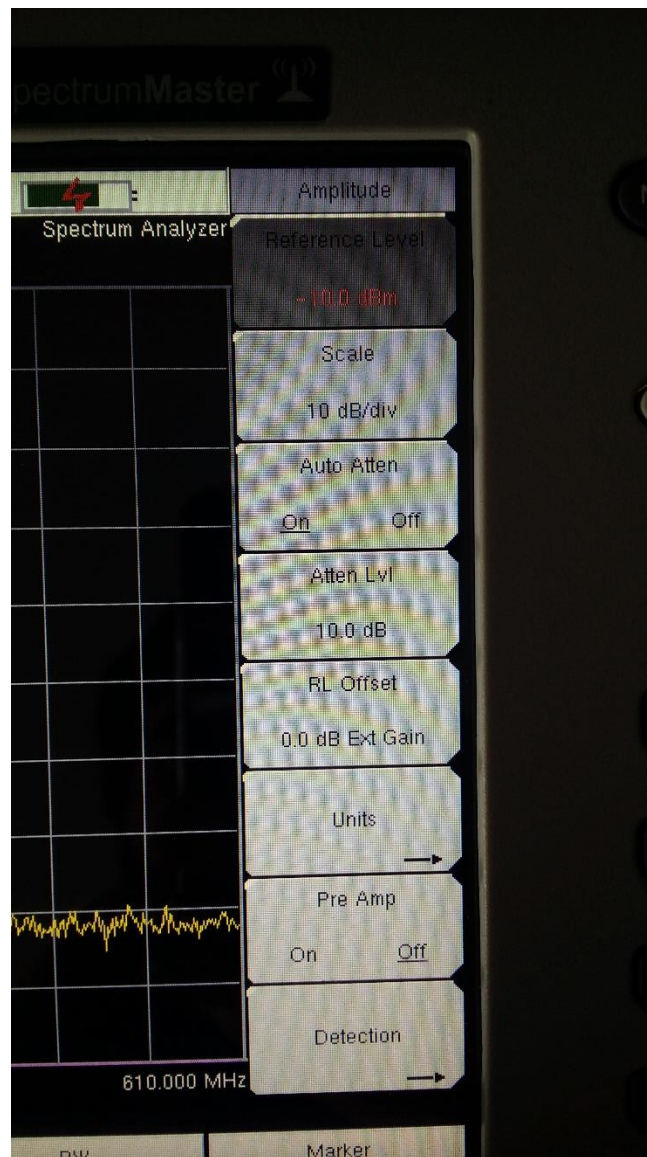 pectrumMaster
Amplitude
Spectrum Analyzer
Reference Level
-10.0 dBm
Scale
10 dB/div
Auto Atten
On Off
Atten Lvl
10.0 dB
RL Offset
0.0 dB Ext Gain
Units
Pre Amp
On Off
Detection
610.000 MHz
BW
Marker